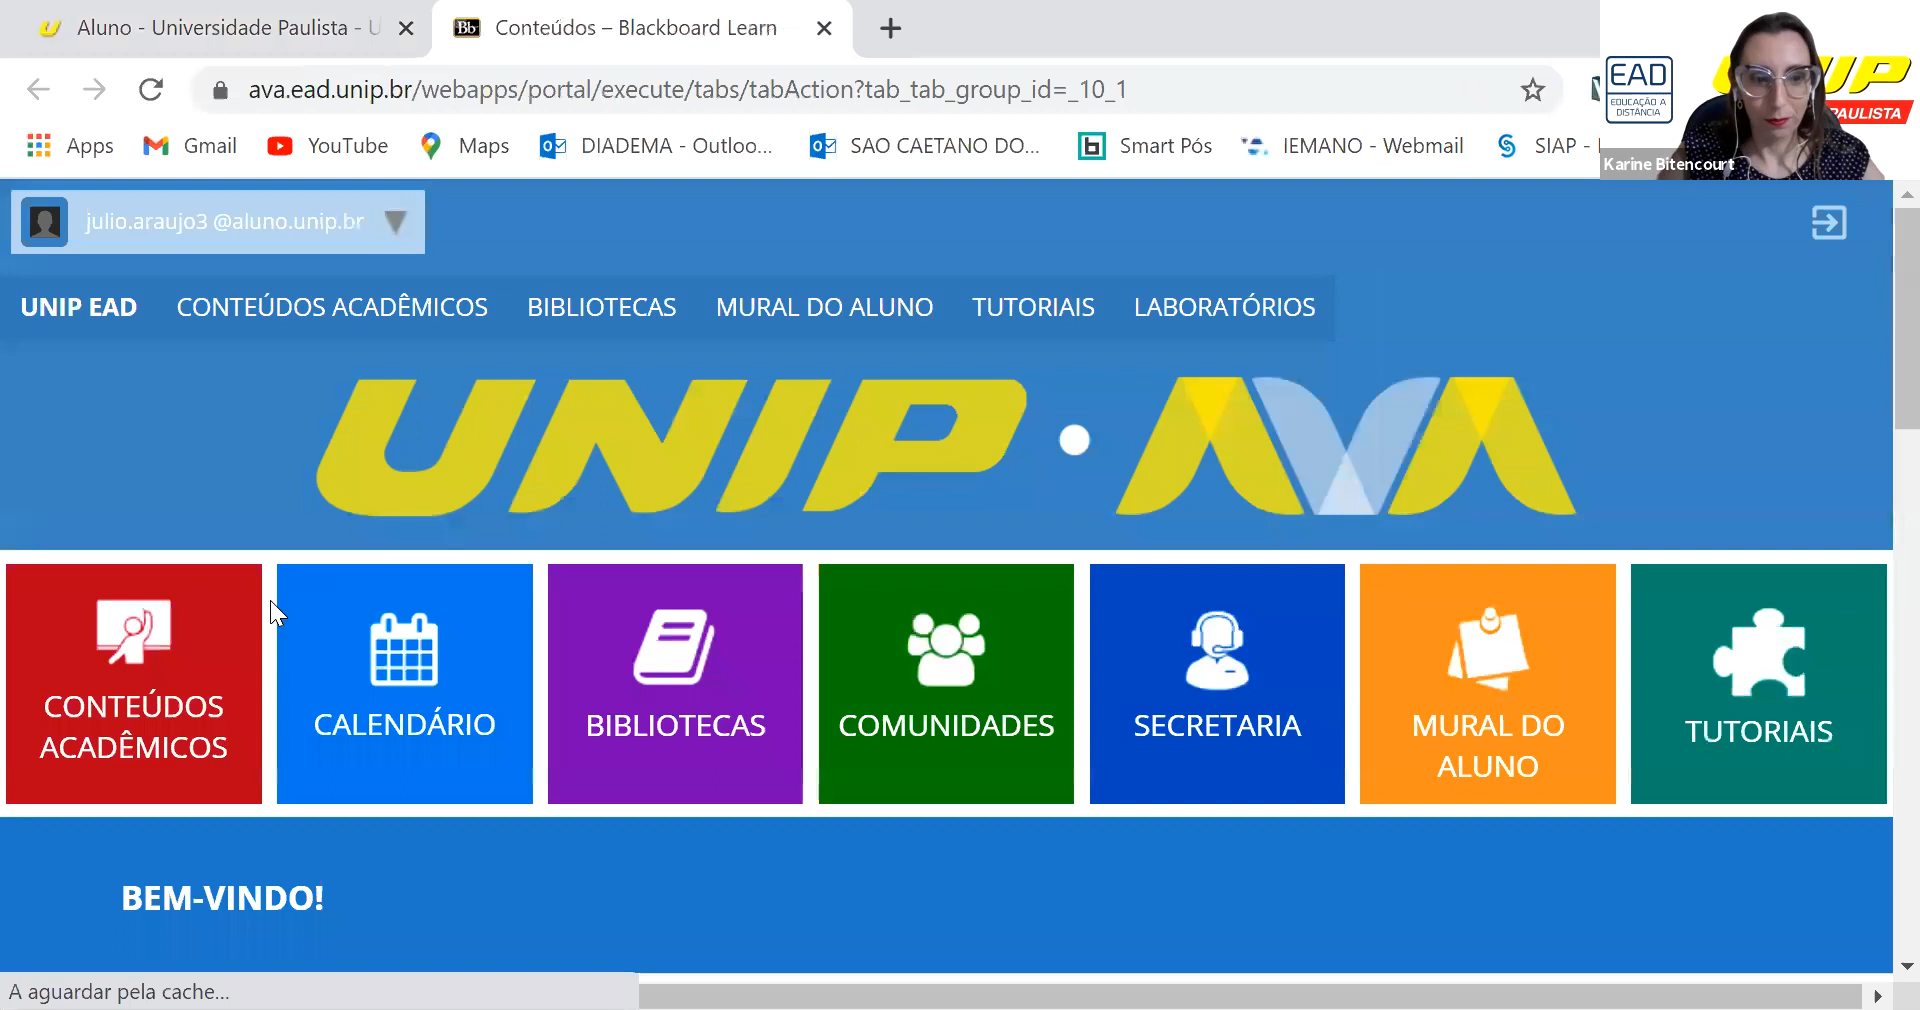 Aluno - Universidade Paulista - U
Bb
Conteúdos – Blackboard Learn
ava.ead.unip.br/webapps/portal/execute/tabs/tabAction?tab_tab_group_id=_10_1
Apps
Gmail
YouTube
Maps
DIADEMA - Outloo...
SAO CAETANO DO...
Smart Pós
IEMANO - Webmail
SIAP -
EAD
EDUCAÇÃO A
DISTÂNCIA
UNIP
PAULISTA
Karine Bitencourt
julio.araujo3 @aluno.unip.br
UNIP EAD
CONTEÚDOS ACADÊMICOS
BIBLIOTECAS
MURAL DO ALUNO
TUTORIAIS
LABORATÓRIOS
UNIP • AVA
CONTEÚDOS
ACADÊMICOS
CALENDÁRIO
BIBLIOTECAS
COMUNIDADES
SECRETARIA
MURAL DO
ALUNO
TUTORIAIS
BEM-VINDO!
A aguardar pela cache...